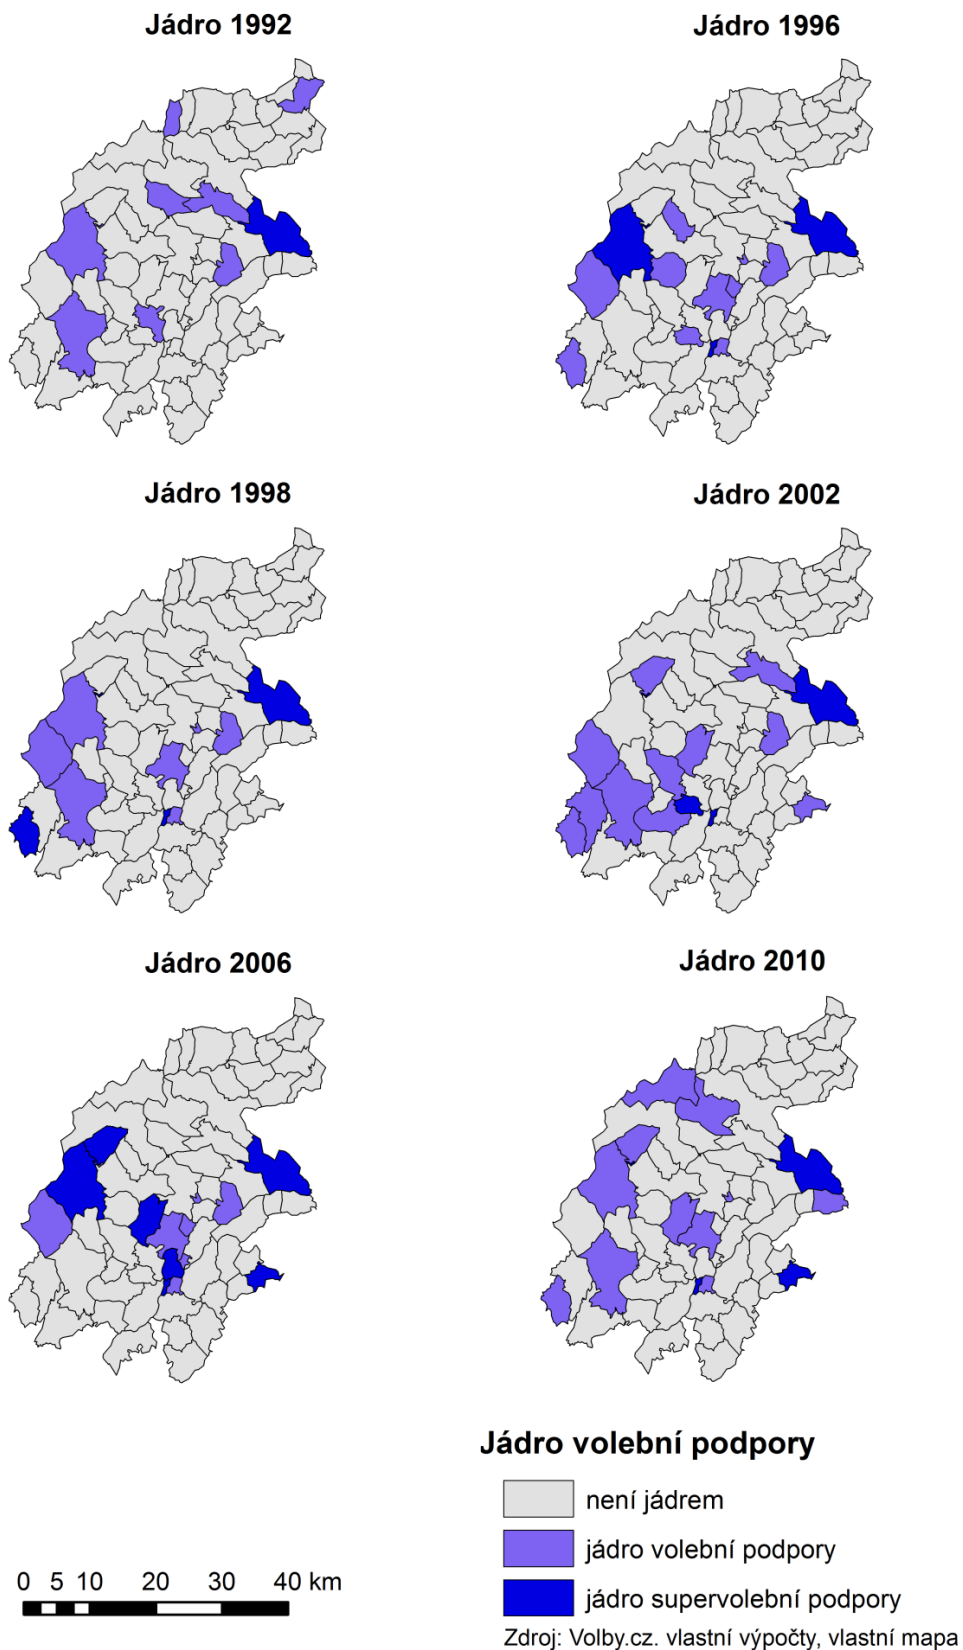 Jádro 1992
Jádro 1996
Jádro 1998
Jádro 2002
Jádro 2006
Jádro 2010
Jádro volební podpory
není jádrem
jádro volební podpory
jádro supervolební podpory
0 5 10 20 30 40 km
Zdroj: Volby.cz. vlastní výpočty, vlastní mapa